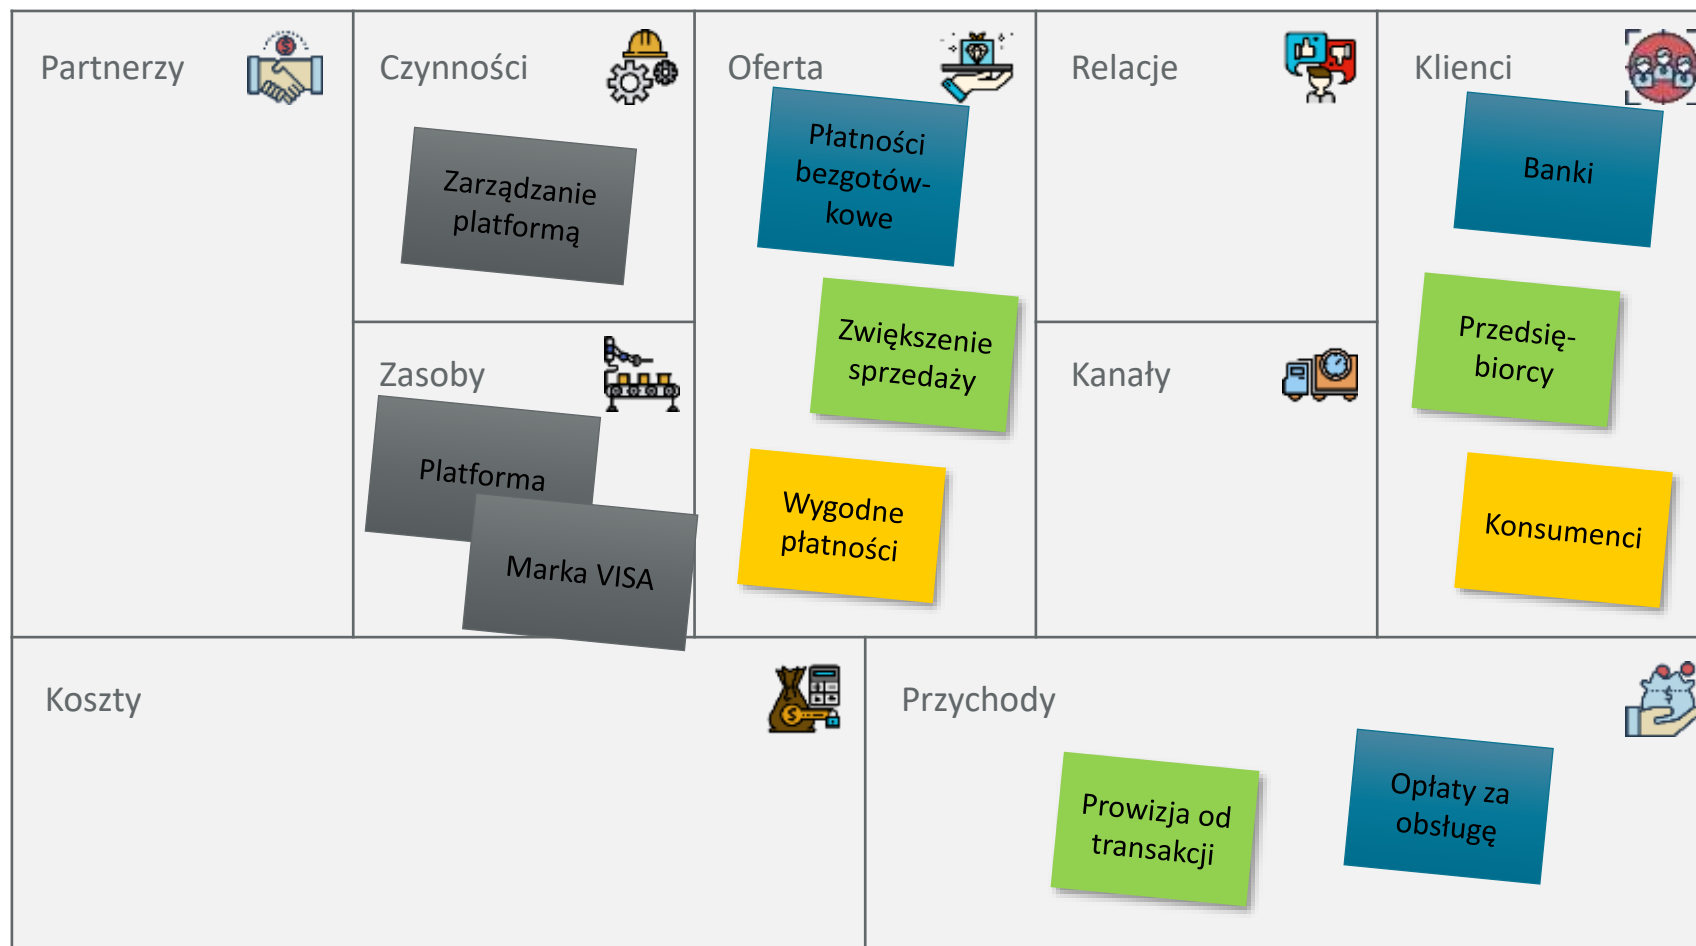 Partnerzy
Czynności
Zarządzanie
platformą
Zasoby
Platforma
Marka VISA
Oferta
Płatności
bezgotów-
kowe
Zwiększenie
sprzedaży
Wygodne
płatności
Relacje
Kanały
Klienci
Banki
Przedsię-
biorcy
Konsumenci
Koszty
Przychody
Prowizja od
transakcji
Opłaty za
obsługę